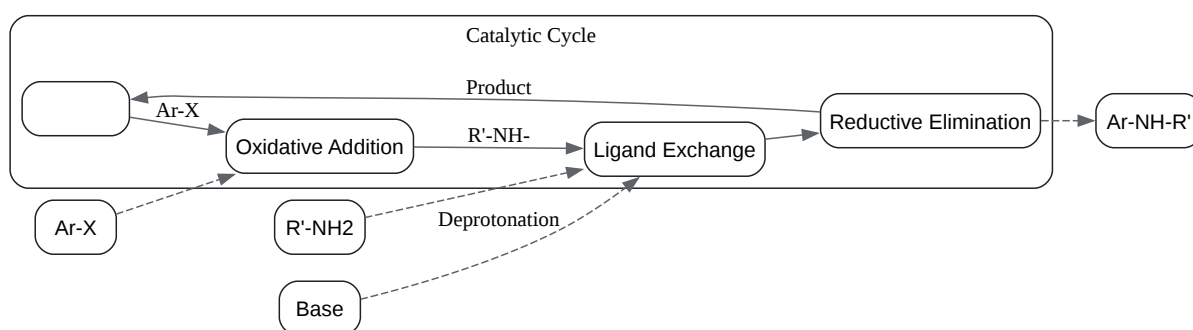 Catalytic Cycle
Product
Ar-X
Oxidative Addition
R'-NH-
Ligand Exchange
Reductive Elimination
Ar-NH-R'
Ar-X
R'-NH2
Deprotonation
Base